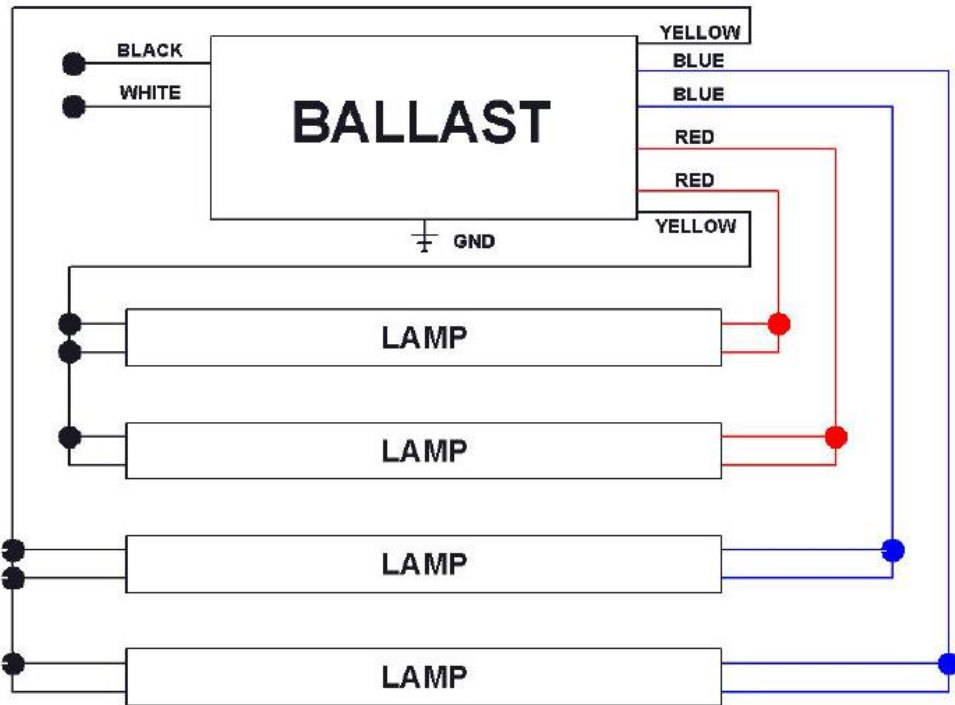 YELLOW
BLACK
BLUE
WHITE
BLUE
BALLAST
RED
RED
YELLOW
GND
LAMP
LAMP
LAMP
LAMP